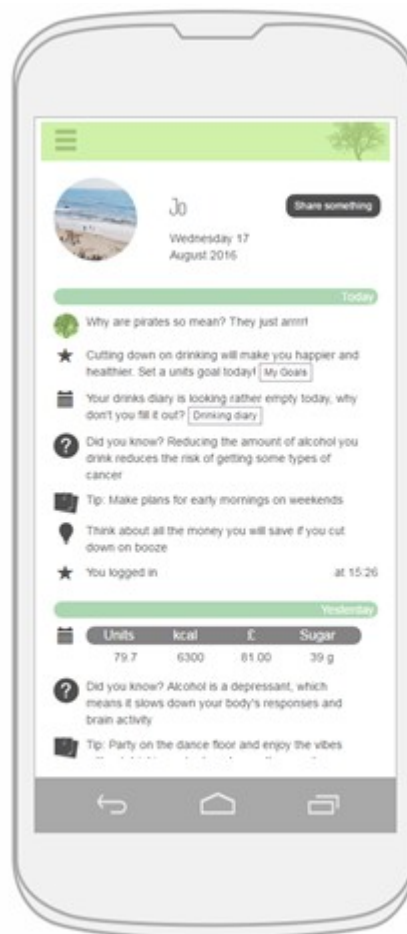 Jo
Share something
Wednesday 17
August 2016
Today
Why are pirates so mean? They just arrrr!
Cutting down on drinking will make you happier and
healthier. Set a units goal today! My Goals
Your drinks diary is looking rather empty today, why
don't you fill it out? Drinking diary
Did you know? Reducing the amount of alcohol you
drink reduces the risk of getting some types of
cancer
Tip: Make plans for early mornings on weekends
Think about all the money you will save if you cut
down on booze
You logged in at 15:26
Yesterday
Units kcal £ Sugar
79.7 6300 81.00 39 g
Did you know? Alcohol is a depressant, which
means it slows down your body's responses and
brain activity
Tip: Party on the dance floor and enjoy the vibes